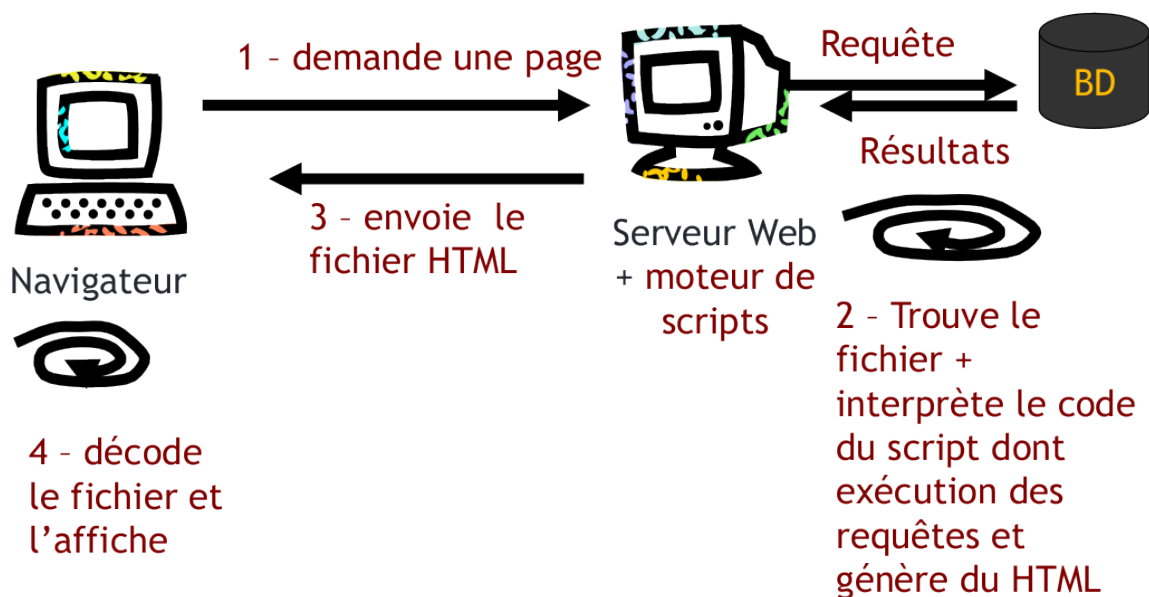 1 - demande une page
Requête
BD
Résultats
3 - envoie le
fichier HTML
Navigateur
Serveur Web
+ moteur de
scripts
2 - Trouve le
fichier +
interprète le code
du script dont
exécution des
requêtes et
génère du HTML
4 - décode
le fichier et
l’affiche